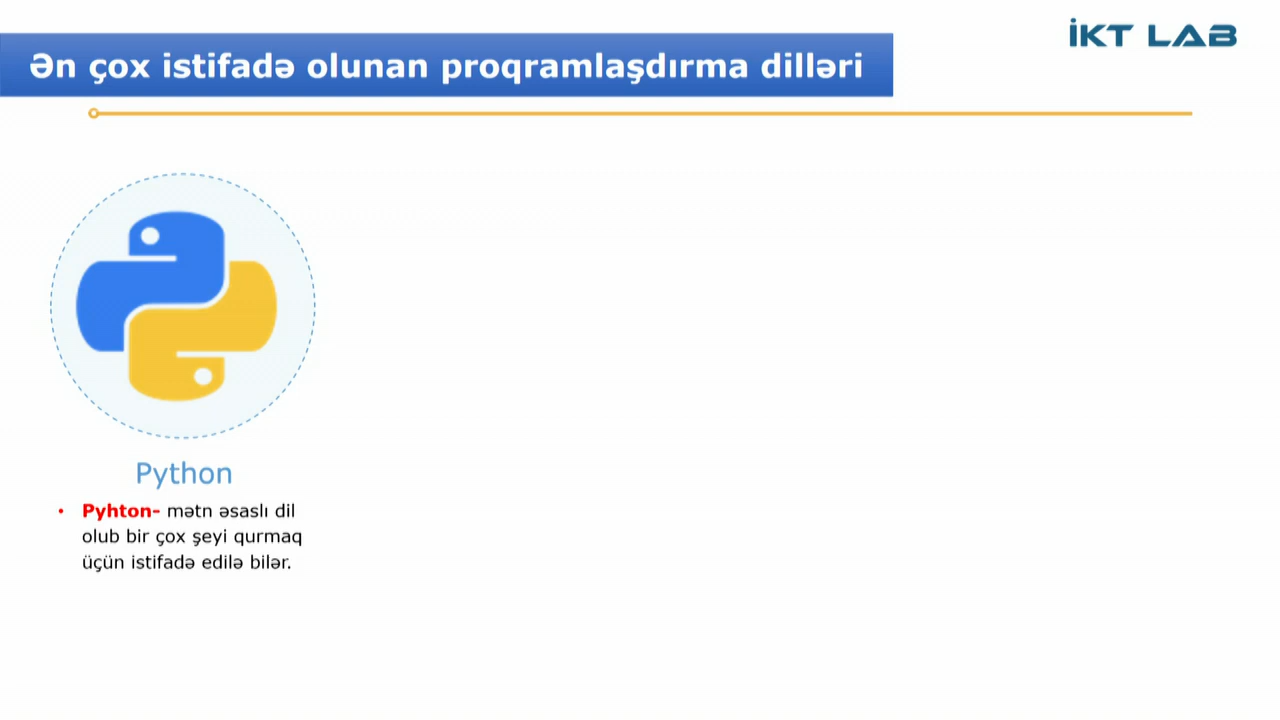 İKT LAB
Ən çox istifadə olunan proqramlaşdırma dilləri
Python
• Pyhton- mətn əsaslı dil
olub bir çox şeyi qurmaq
üçün istifadə edilə bilər.